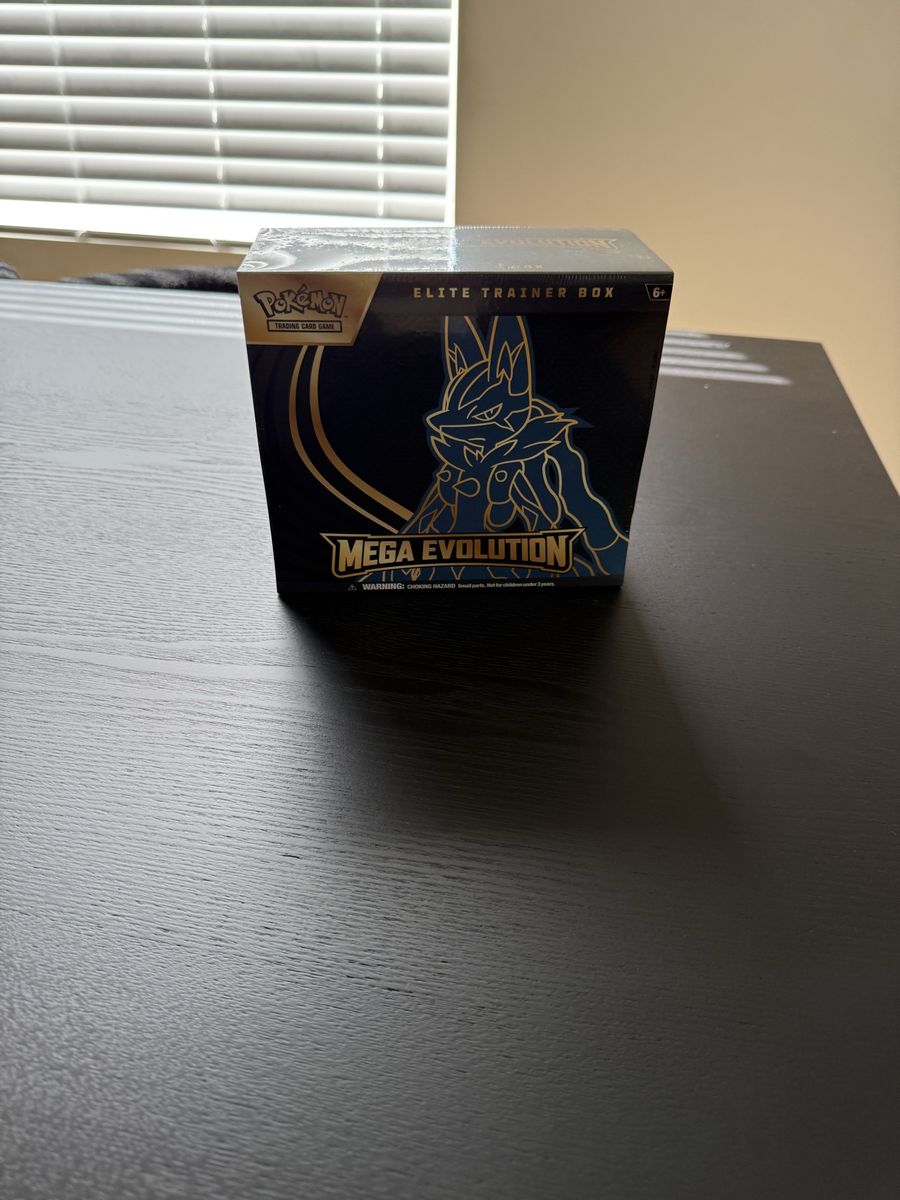 ELITE TRAINER BOX
6+
POKéMON
TRADING CARD GAME
MEGA EVOLUTION
WARNING: CHOKING HAZARD Small parts. Not for children under 3 years.